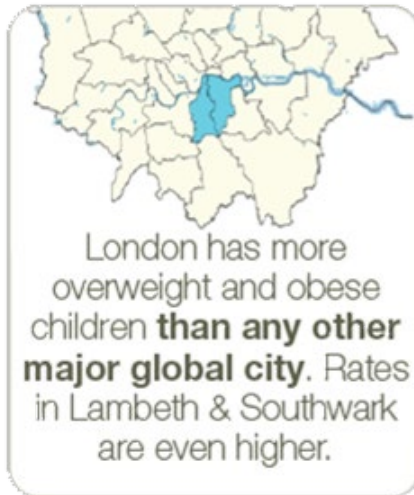 London has more
overweight and obese
children than any other
major global city. Rates
in Lambeth & Southwark
are even higher.